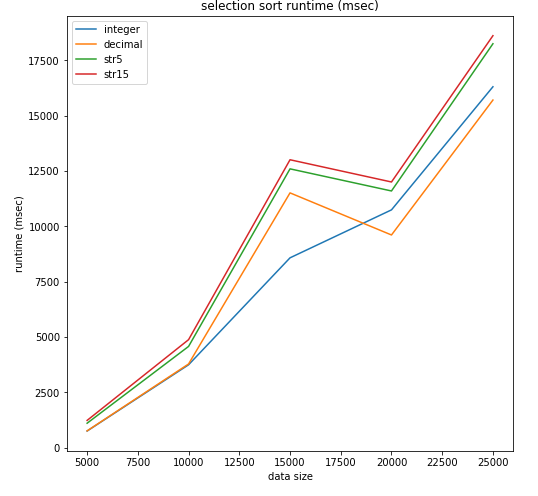 selection sort runtime (msec)
integer
decimal
str5
str15
runtime (msec)
17500
15000
12500
10000
7500
5000
2500
0
5000 7500 10000 12500 15000 17500 20000 22500 25000
data size